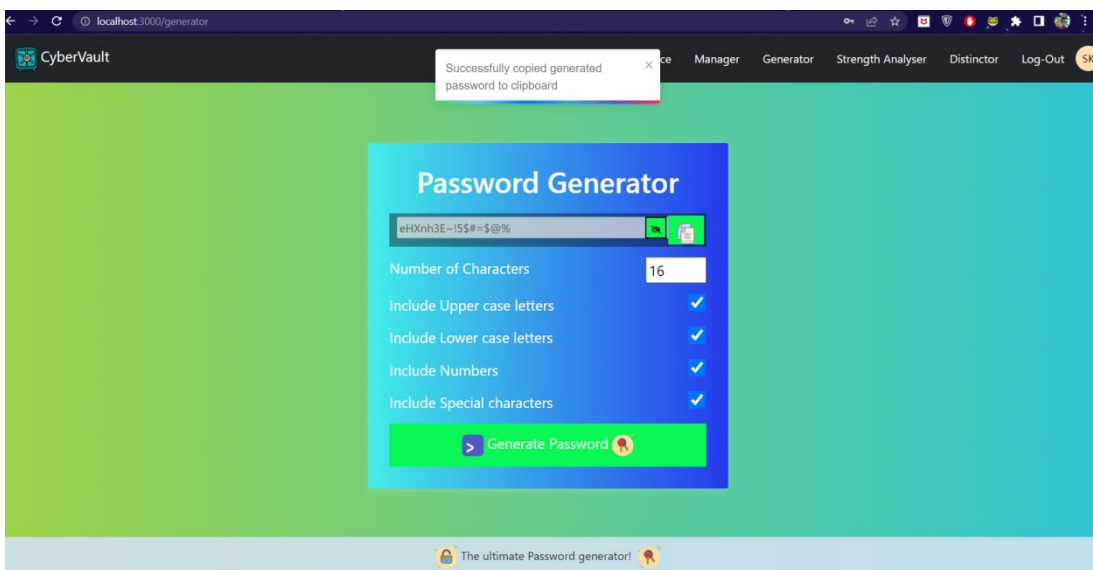 localhost:3000/generator
CyberVault
Successfully copied generated
password to clipboard
ce
Manager
Generator
Strength Analyser
Distinctor
Log-Out
SK
Password Generator
eHXnh3E~!5$#=$@%
Number of Characters
16
Include Upper case letters
Include Lower case letters
Include Numbers
Include Special characters
Generate Password
The ultimate Password generator!